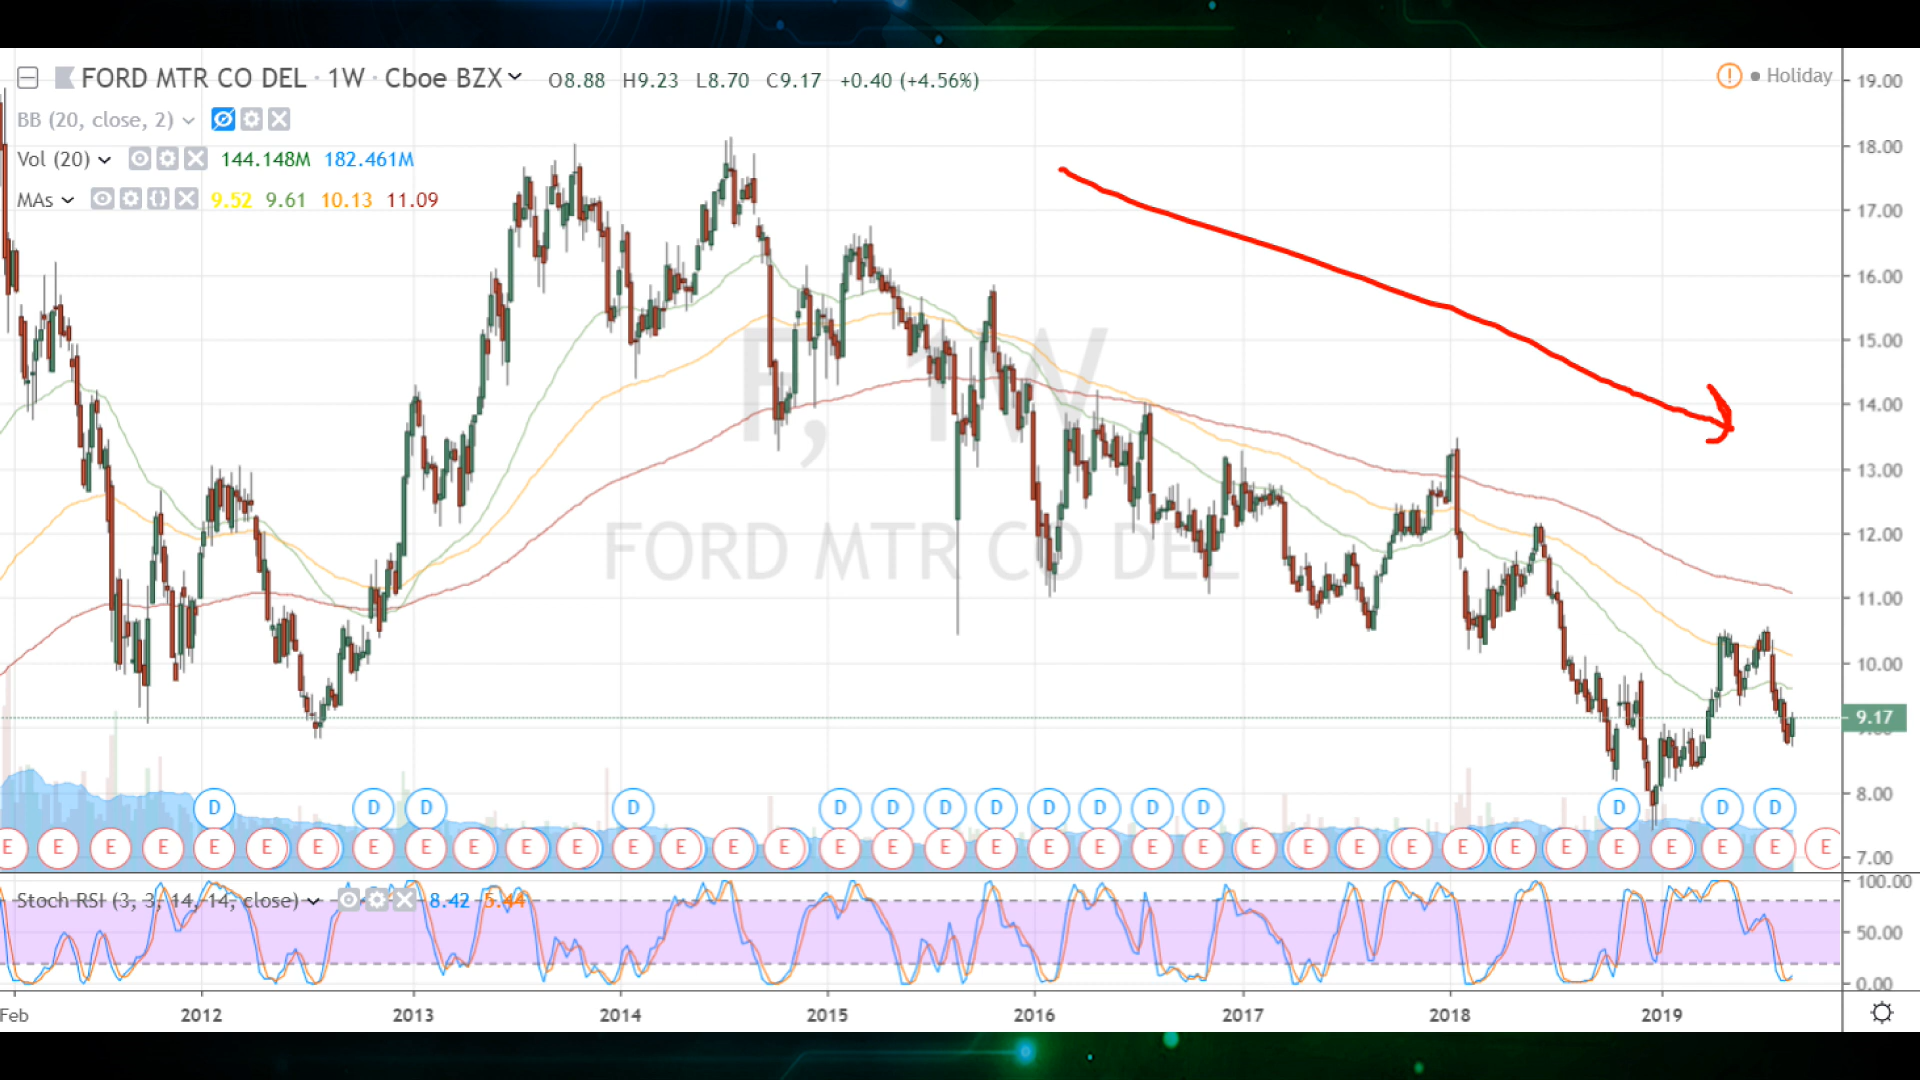 FORD MTR CO DEL · 1W · Cboe BZX O8.88 H9.23 L8.70 C9.17 +0.40 (+4.56%)
Holiday
BB (20, close, 2)
Vol (20) 144.148M 182.461M
MAs 9.52 9.61 10.13 11.09
19.00
18.00
17.00
16.00
15.00
14.00
13.00
12.00
11.00
10.00
9.17
8.00
7.00
F, 1W
FORD MTR CO DEL
D D D D D D D D D D D D D D D
E E E E E E E E E E E E E E E E E E E E E E E E E E E E E E E E E E E E
Stoch RSI (3, 3, 14, 14, close) 8.42 5.44
100.00
50.00
0.00
Feb 2012 2013 2014 2015 2016 2017 2018 2019